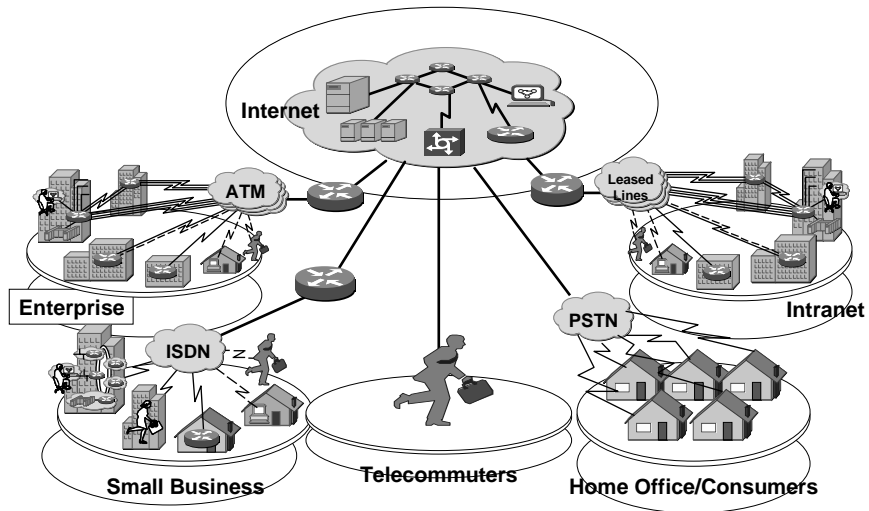 Internet
ATM
Leased
Lines
Enterprise
Intranet
ISDN
PSTN
Telecommuters
Small Business
Home Office/Consumers